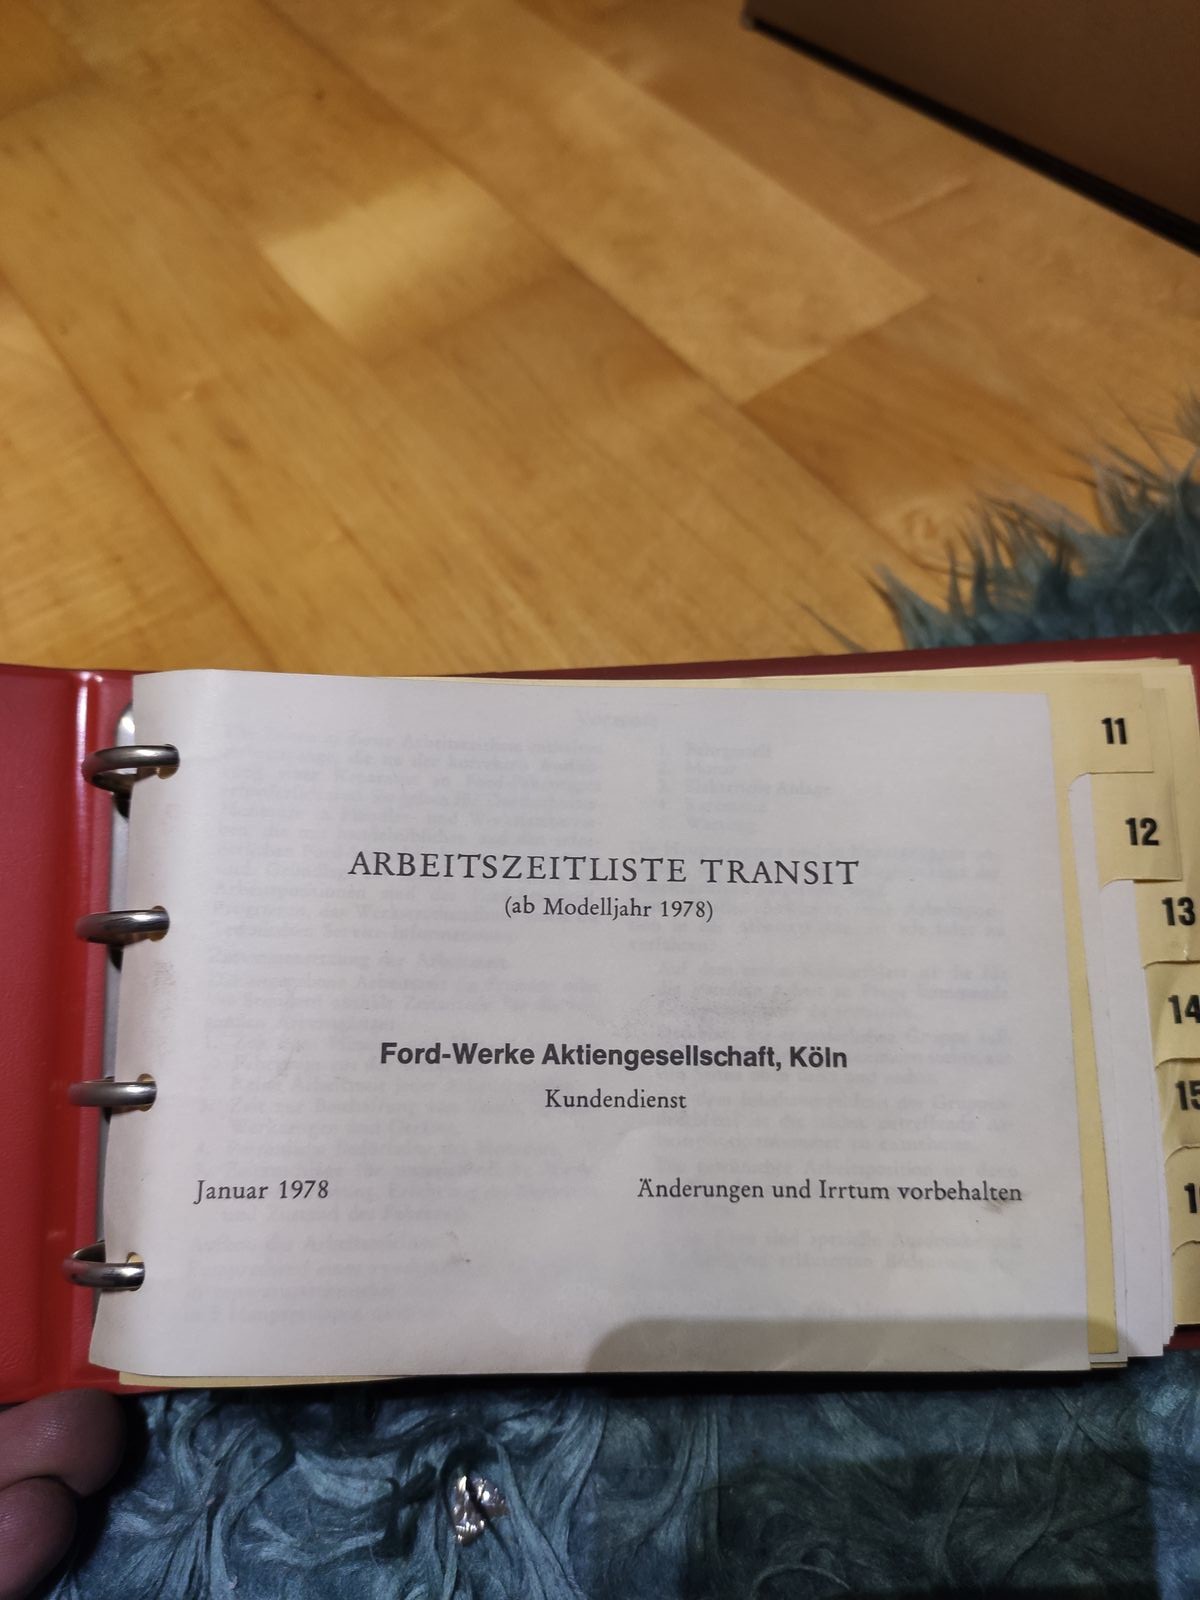 ARBEITSZEITLISTE TRANSIT
(ab Modelljahr 1978)
Ford-Werke Aktiengesellschaft, Köln
Kundendienst
Januar 1978
Änderungen und Irrtum vorbehalten
11
12
13
14
15